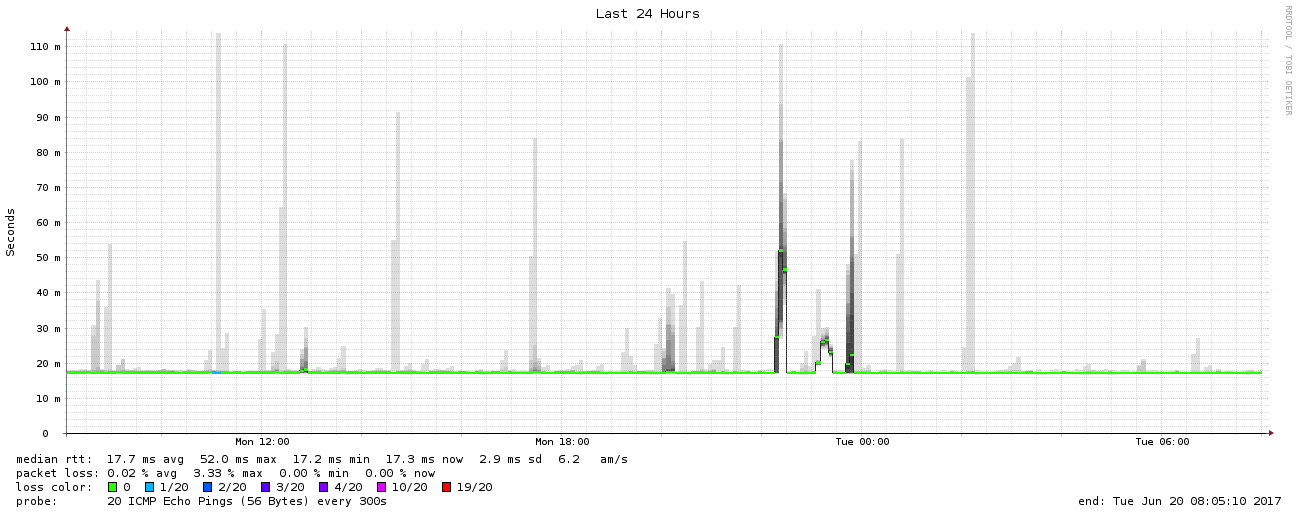 Last 24 Hours
RRDTOOL / TOBI OETIKER
110 m
100 m
90 m
80 m
70 m
60 m
50 m
40 m
30 m
20 m
10 m
0
Seconds
Mon 12:00 Mon 18:00 Tue 00:00 Tue 06:00
median rtt: 17.7 ms avg 52.0 ms max 17.2 ms min 17.3 ms now 2.9 ms sd 6.2 am/s
packet loss: 0.02 % avg 3.33 % max 0.00 % min 0.00 % now
loss color: 0 1/20 2/20 3/20 4/20 10/20 19/20
probe: 20 ICMP Echo Pings (56 Bytes) every 300s end: Tue Jun 20 08:05:10 2017